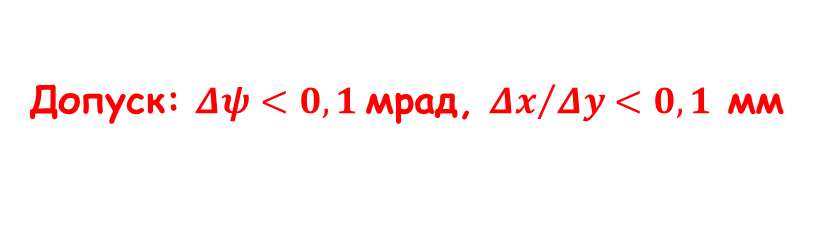 Допуск: Δψ < 0,1 мрад, Δx/Δy < 0,1 мм